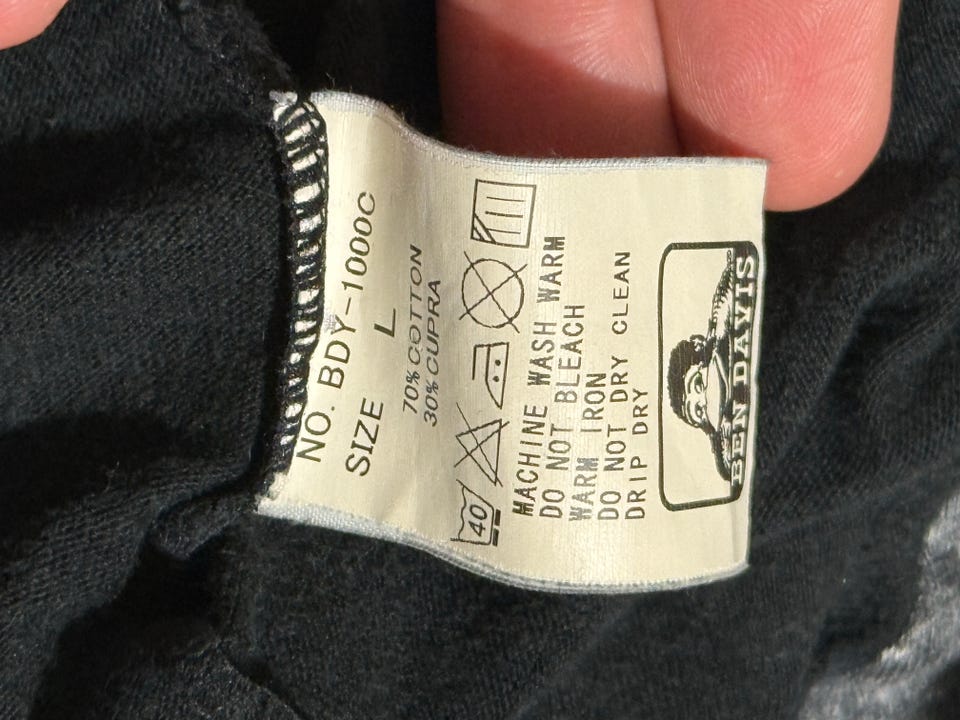 NO. BDY-1000C
SIZE L
70% COTTON
30% CUPRA
40
MACHINE WASH WARM
DO NOT BLEACH
WARM IRON
DO NOT DRY CLEAN
DRIP DRY
BEN DAVIS